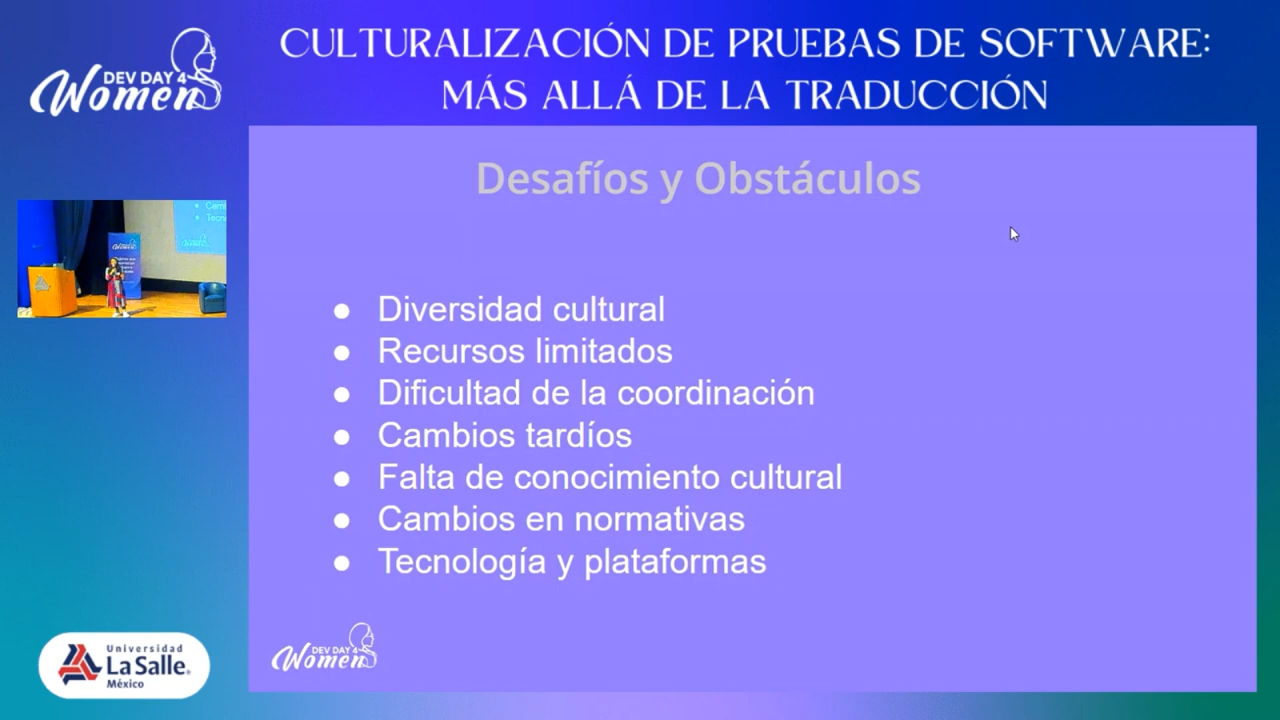 DEV DAY 4
Women
CULTURALIZACIÓN DE PRUEBAS DE SOFTWARE:
MÁS ALLÁ DE LA TRADUCCIÓN
Desafíos y Obstáculos
● Diversidad cultural
● Recursos limitados
● Dificultad de la coordinación
● Cambios tardíos
● Falta de conocimiento cultural
● Cambios en normativas
● Tecnología y plataformas
DEV DAY 4
Women
Universidad
La Salle
México